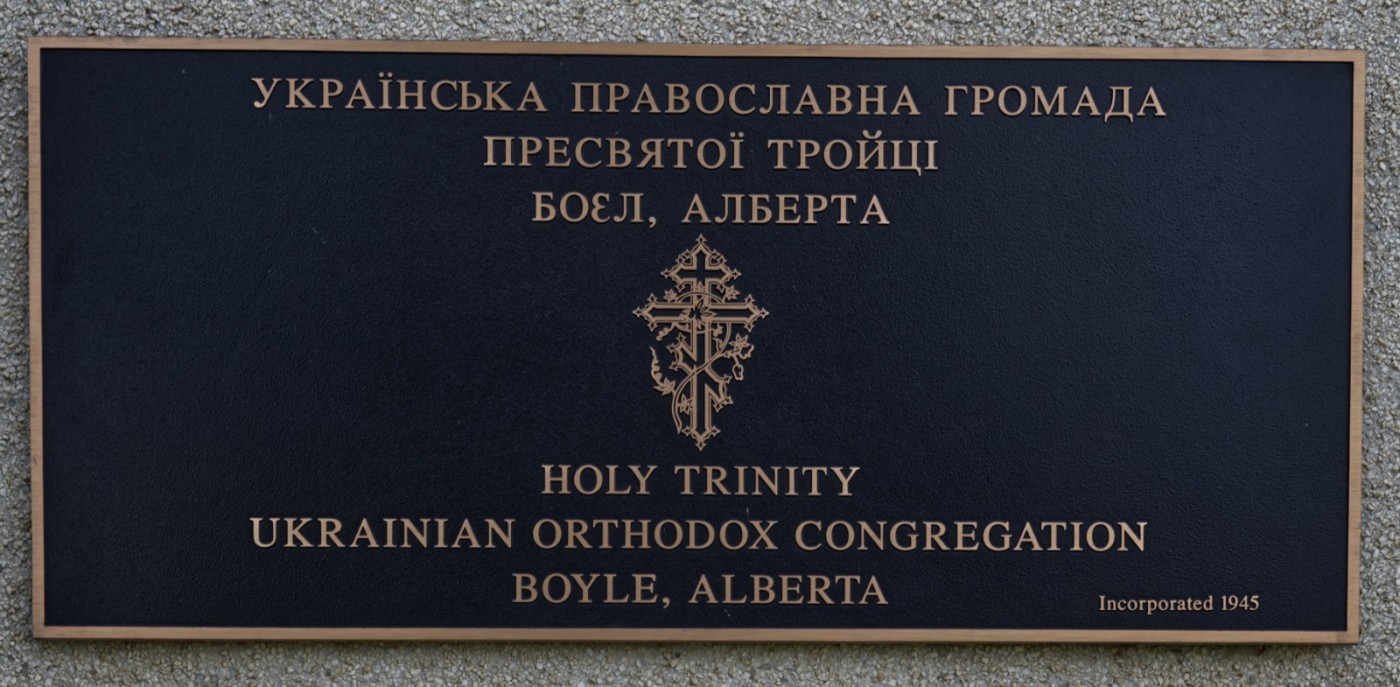 УКРАЇНСЬКА ПРАВОСЛАВНА ГРОМАДА
ПРЕСВЯТОЇ ТРОЙЦІ
БОЄЛ, АЛБЕРТА
HOLY TRINITY
UKRAINIAN ORTHODOX CONGREGATION
BOYLE, ALBERTA
Incorporated 1945